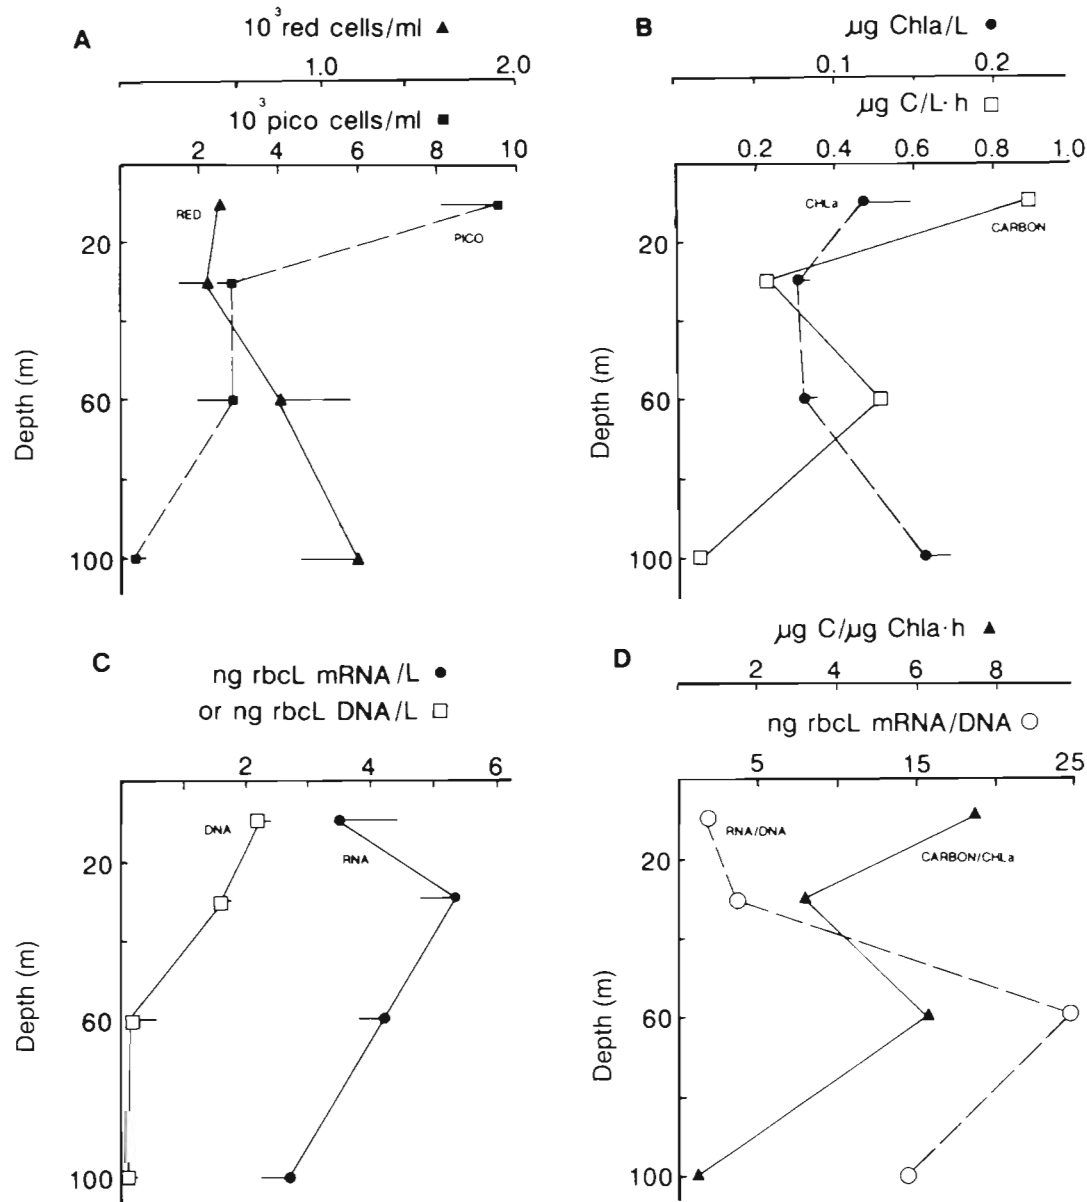 A
10³ red cells/ml ▲
1.0 2.0
10³ pico cells/ml ■
2 4 6 8 10
RED
PICO
20
60
100
Depth (m)
B
µg Chla/L ●
0.1 0.2
µg C/L·h □
0.2 0.4 0.6 0.8 1.0
CHLa
CARBON
20
60
100
Depth (m)
C
ng rbcL mRNA/L ●
or ng rbcL DNA/L □
2 4 6
DNA
RNA
20
60
100
Depth (m)
D
µg C/µg Chla·h ▲
2 4 6 8
ng rbcL mRNA/DNA ○
5 15 25
RNA/DNA
CARBON/CHLa
20
60
100
Depth (m)